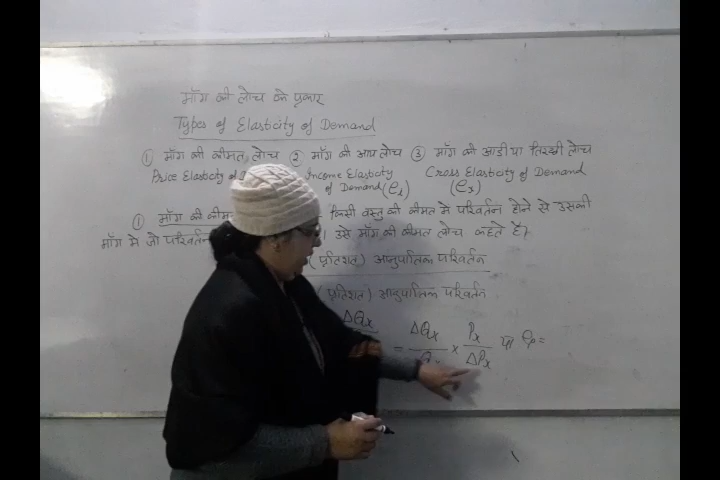 माँग की लोच के प्रकार
Types of Elasticity of Demand
① माँग की कीमत लोच ② माँग की आय लोच ③ माँग की आडी या तिरछी लोच
Price Elasticity of Income Elasticity of Demand (eI) Cross Elasticity of Demand (ex)
① माँग की कीमत किसी वस्तु की कीमत मे परिवर्तन होने से उसकी
माँग मे जो परिवर्तन उसे माँग की कीमत लोच कहते है।
(प्रतिशत) आनुपातिक परिवर्तन
(प्रतिशत) आनुपातिक परिवर्तन
ΔQx = ΔQx × Px / ΔPx या ep =